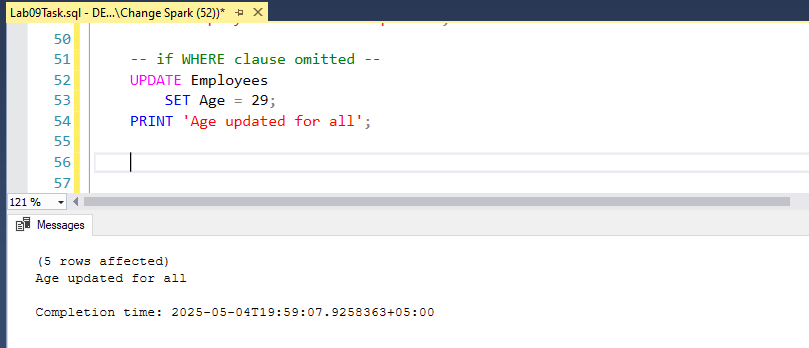 Lab09Task.sql - DE...\Change Spark (52))*
50
51 -- if WHERE clause omitted --
52 UPDATE Employees
53 SET Age = 29;
54 PRINT 'Age updated for all';
55
56
57
121 %
Messages
(5 rows affected)
Age updated for all
Completion time: 2025-05-04T19:59:07.9258363+05:00